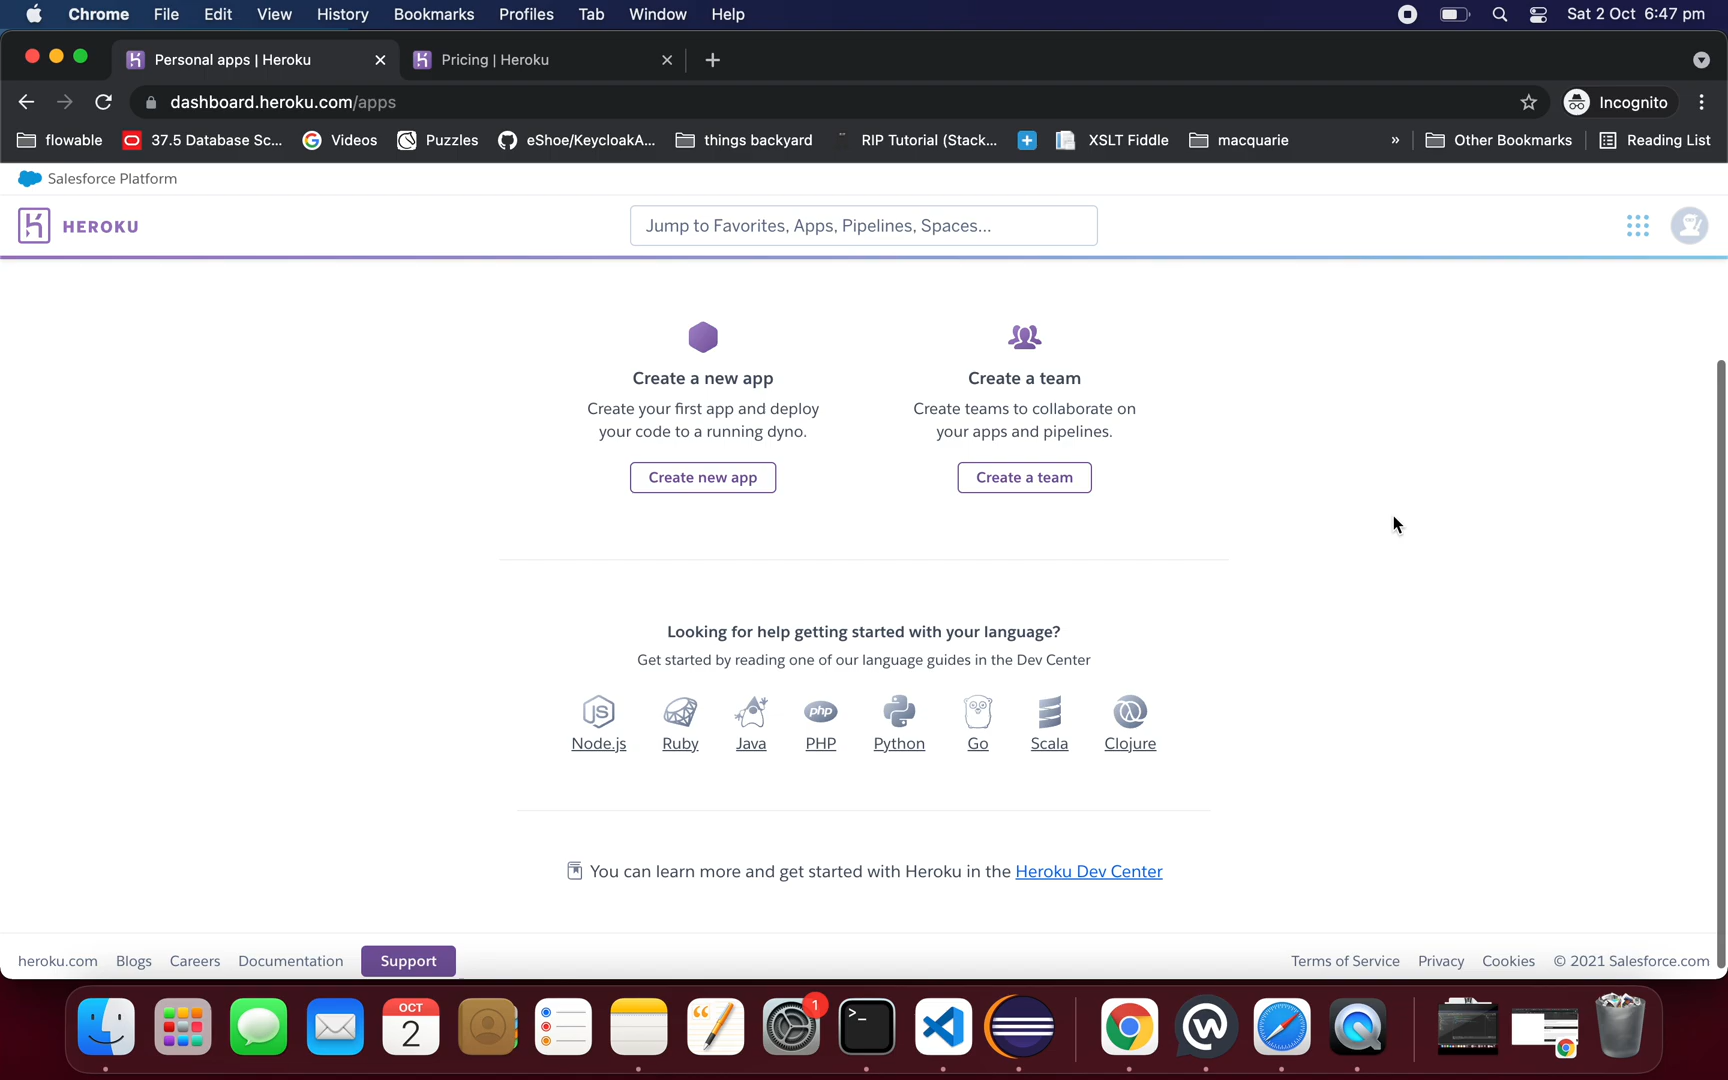 Chrome File Edit View History Bookmarks Profiles Tab Window Help Sat 2 Oct 6:47 pm
Personal apps | Heroku Pricing | Heroku
dashboard.heroku.com/apps Incognito
flowable 37.5 Database Sc... Videos Puzzles eShoe/KeycloakA... things backyard RIP Tutorial (Stack... XSLT Fiddle macquarie » Other Bookmarks Reading List
Salesforce Platform
HEROKU Jump to Favorites, Apps, Pipelines, Spaces...
Create a new app
Create your first app and deploy
your code to a running dyno.
Create new app
Create a team
Create teams to collaborate on
your apps and pipelines.
Create a team
Looking for help getting started with your language?
Get started by reading one of our language guides in the Dev Center
JS php
Node.js Ruby Java PHP Python Go Scala Clojure
You can learn more and get started with Heroku in the Heroku Dev Center
heroku.com Blogs Careers Documentation Support Terms of Service Privacy Cookies © 2021 Salesforce.com
OCT
2
1
>_